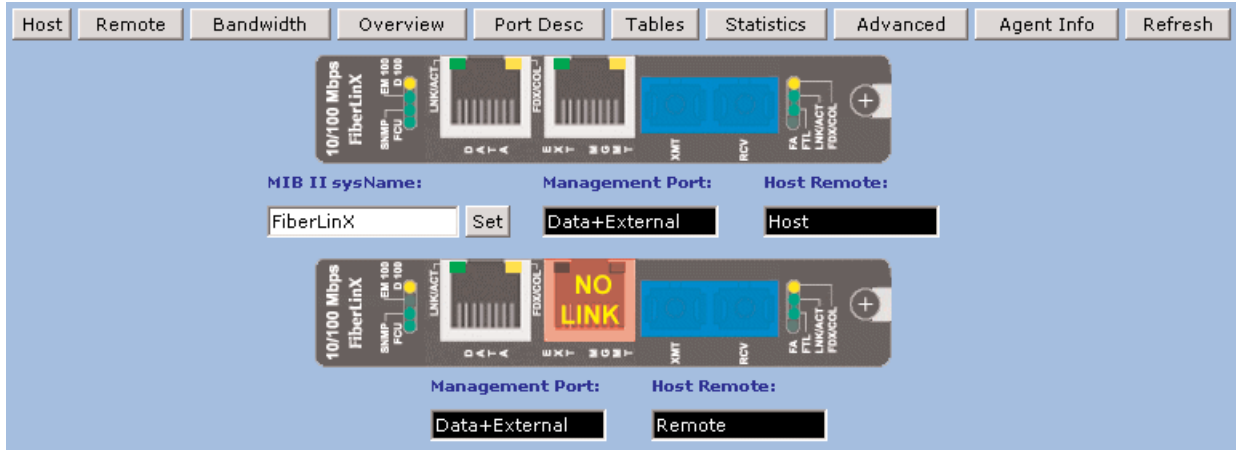 Host Remote Bandwidth Overview Port Desc Tables Statistics Advanced Agent Info Refresh
10/100 Mbps
FiberLinX
SNMP
FCU
EM 100
D 100
LNK/ACT
FDX/COL
DATA
EXT MGMT
XMT
RCV
FA
FTL
LNK/ACT
FDX/COL
MIB II sysName: Management Port: Host Remote:
FiberLinX Set Data+External Host
10/100 Mbps
FiberLinX
SNMP
FCU
EM 100
D 100
LNK/ACT
FDX/COL
NO
LINK
DATA
EXT MGMT
XMT
RCV
FA
FTL
LNK/ACT
FDX/COL
Management Port: Host Remote:
Data+External Remote